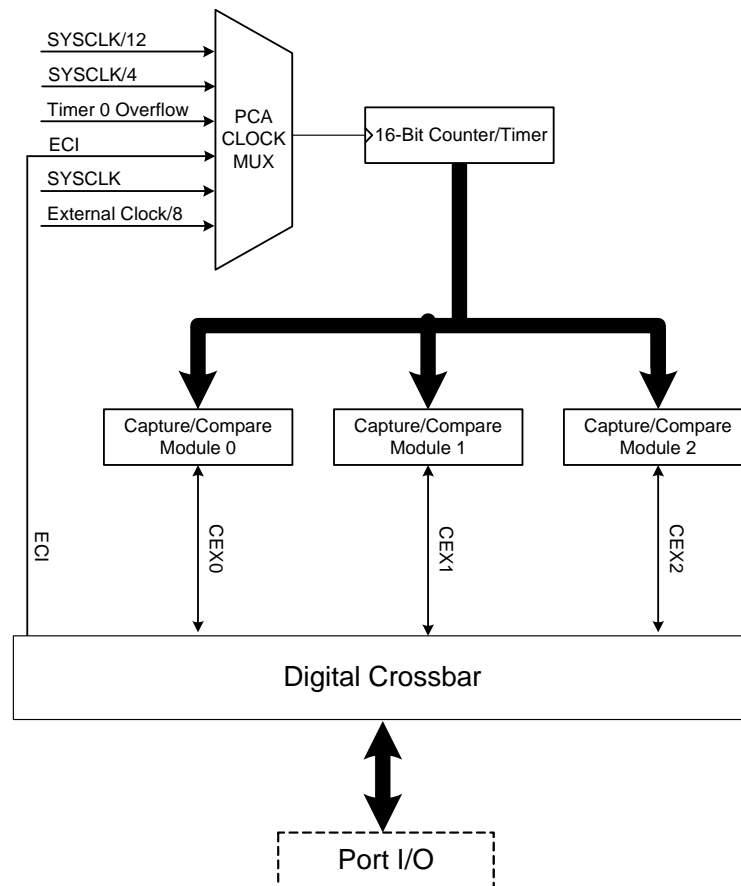 SYSCLK/12
SYSCLK/4
Timer 0 Overflow
ECI
SYSCLK
External Clock/8
PCA
CLOCK
MUX
16-Bit Counter/Timer
Capture/Compare
Module 0
Capture/Compare
Module 1
Capture/Compare
Module 2
ECI
CEX0
CEX1
CEX2
Digital Crossbar
Port I/O